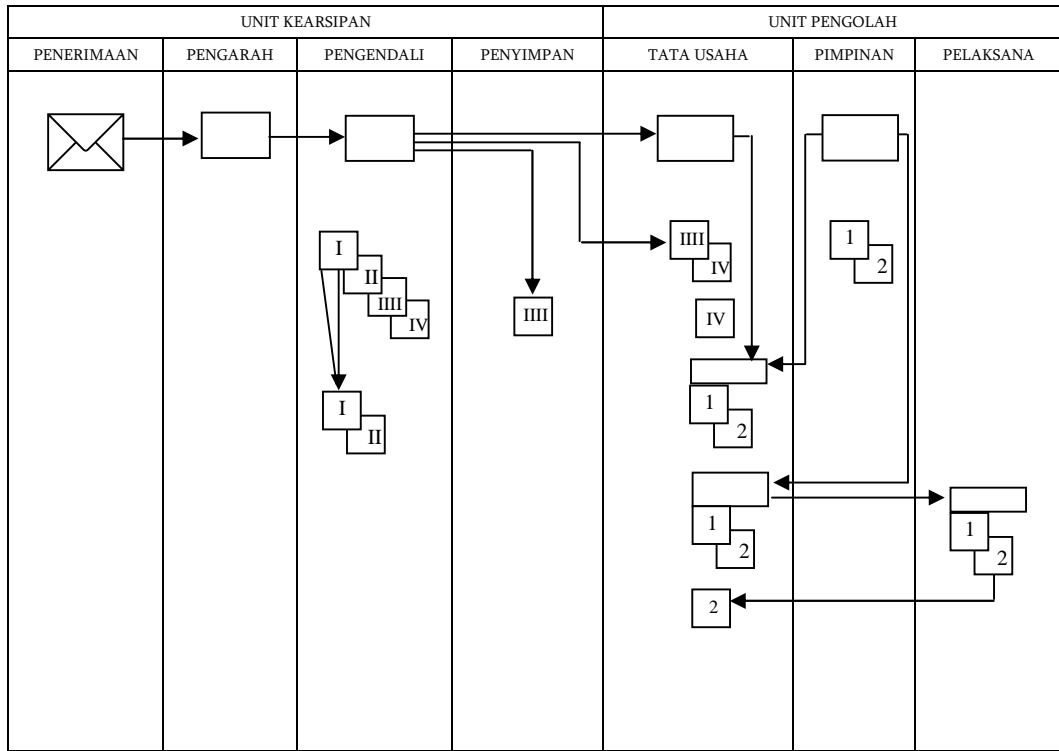 UNIT KEARSIPAN UNIT PENGOLAH
PENERIMAAN PENGARAH PENGENDALI PENYIMPAN TATA USAHA PIMPINAN PELAKSANA
I
II
IIII
IV
I
II
IIII
IIII
IV
IV
1
2
1
2
2
1
2
1
2